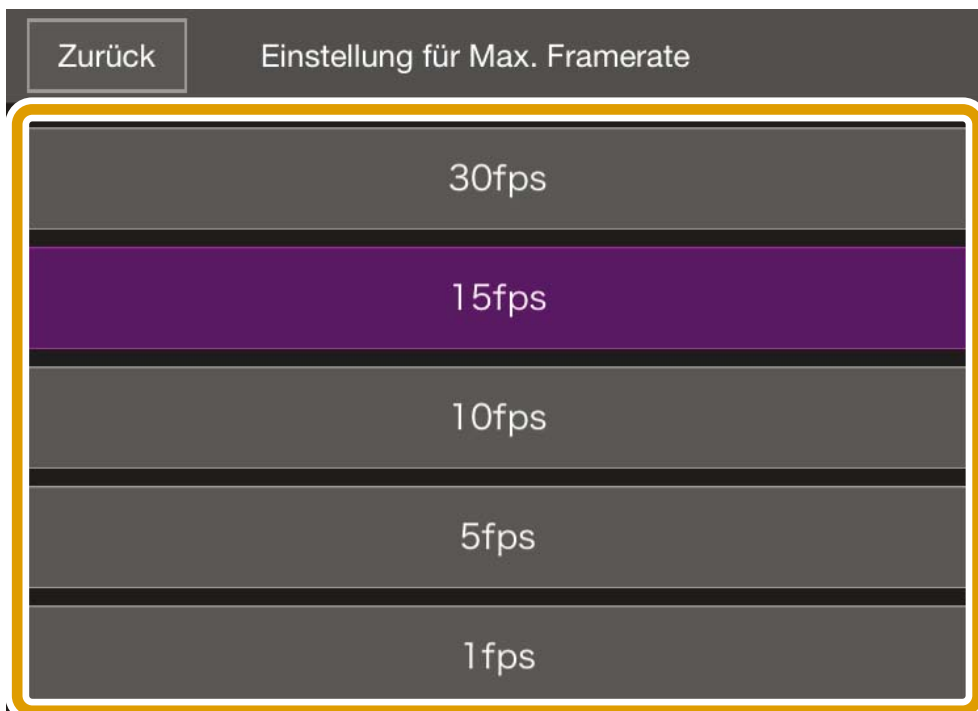 Zurück
Einstellung für Max. Framerate
30fps
15fps
10fps
5fps
1fps